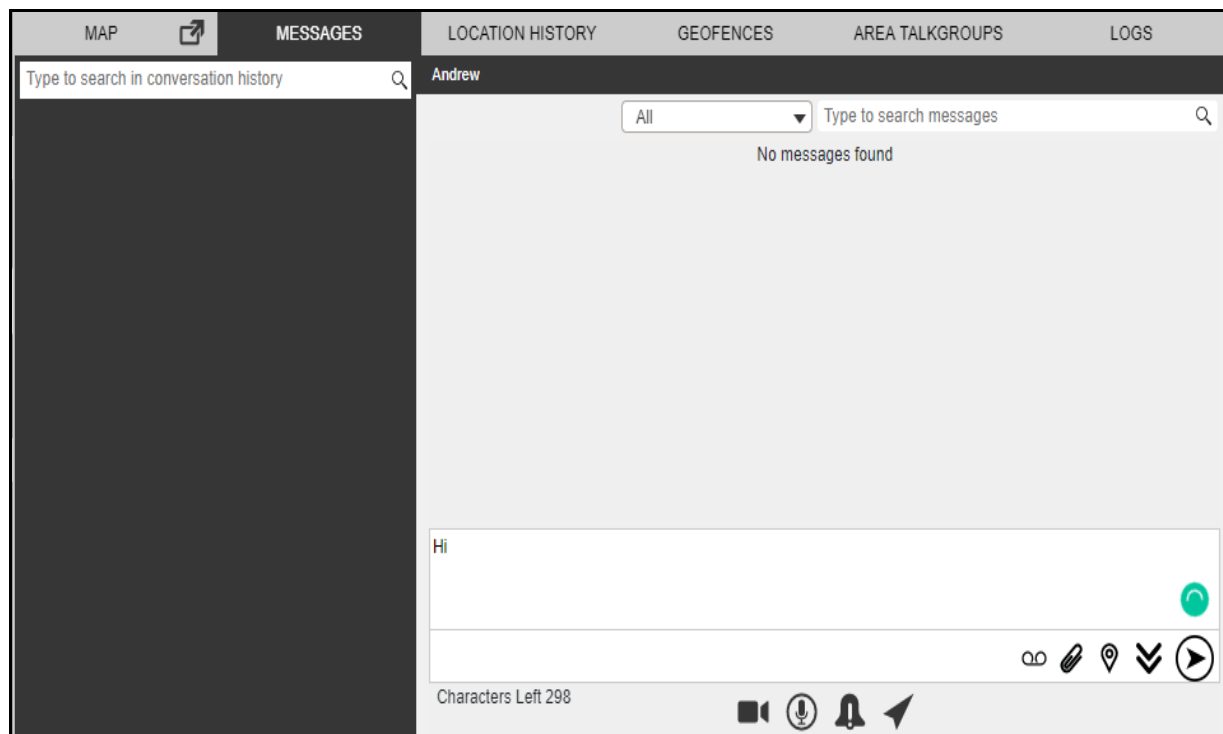 MAP MESSAGES LOCATION HISTORY GEOFENCES AREA TALKGROUPS LOGS
Type to search in conversation history
Andrew
All
Type to search messages
No messages found
Hi
Characters Left 298